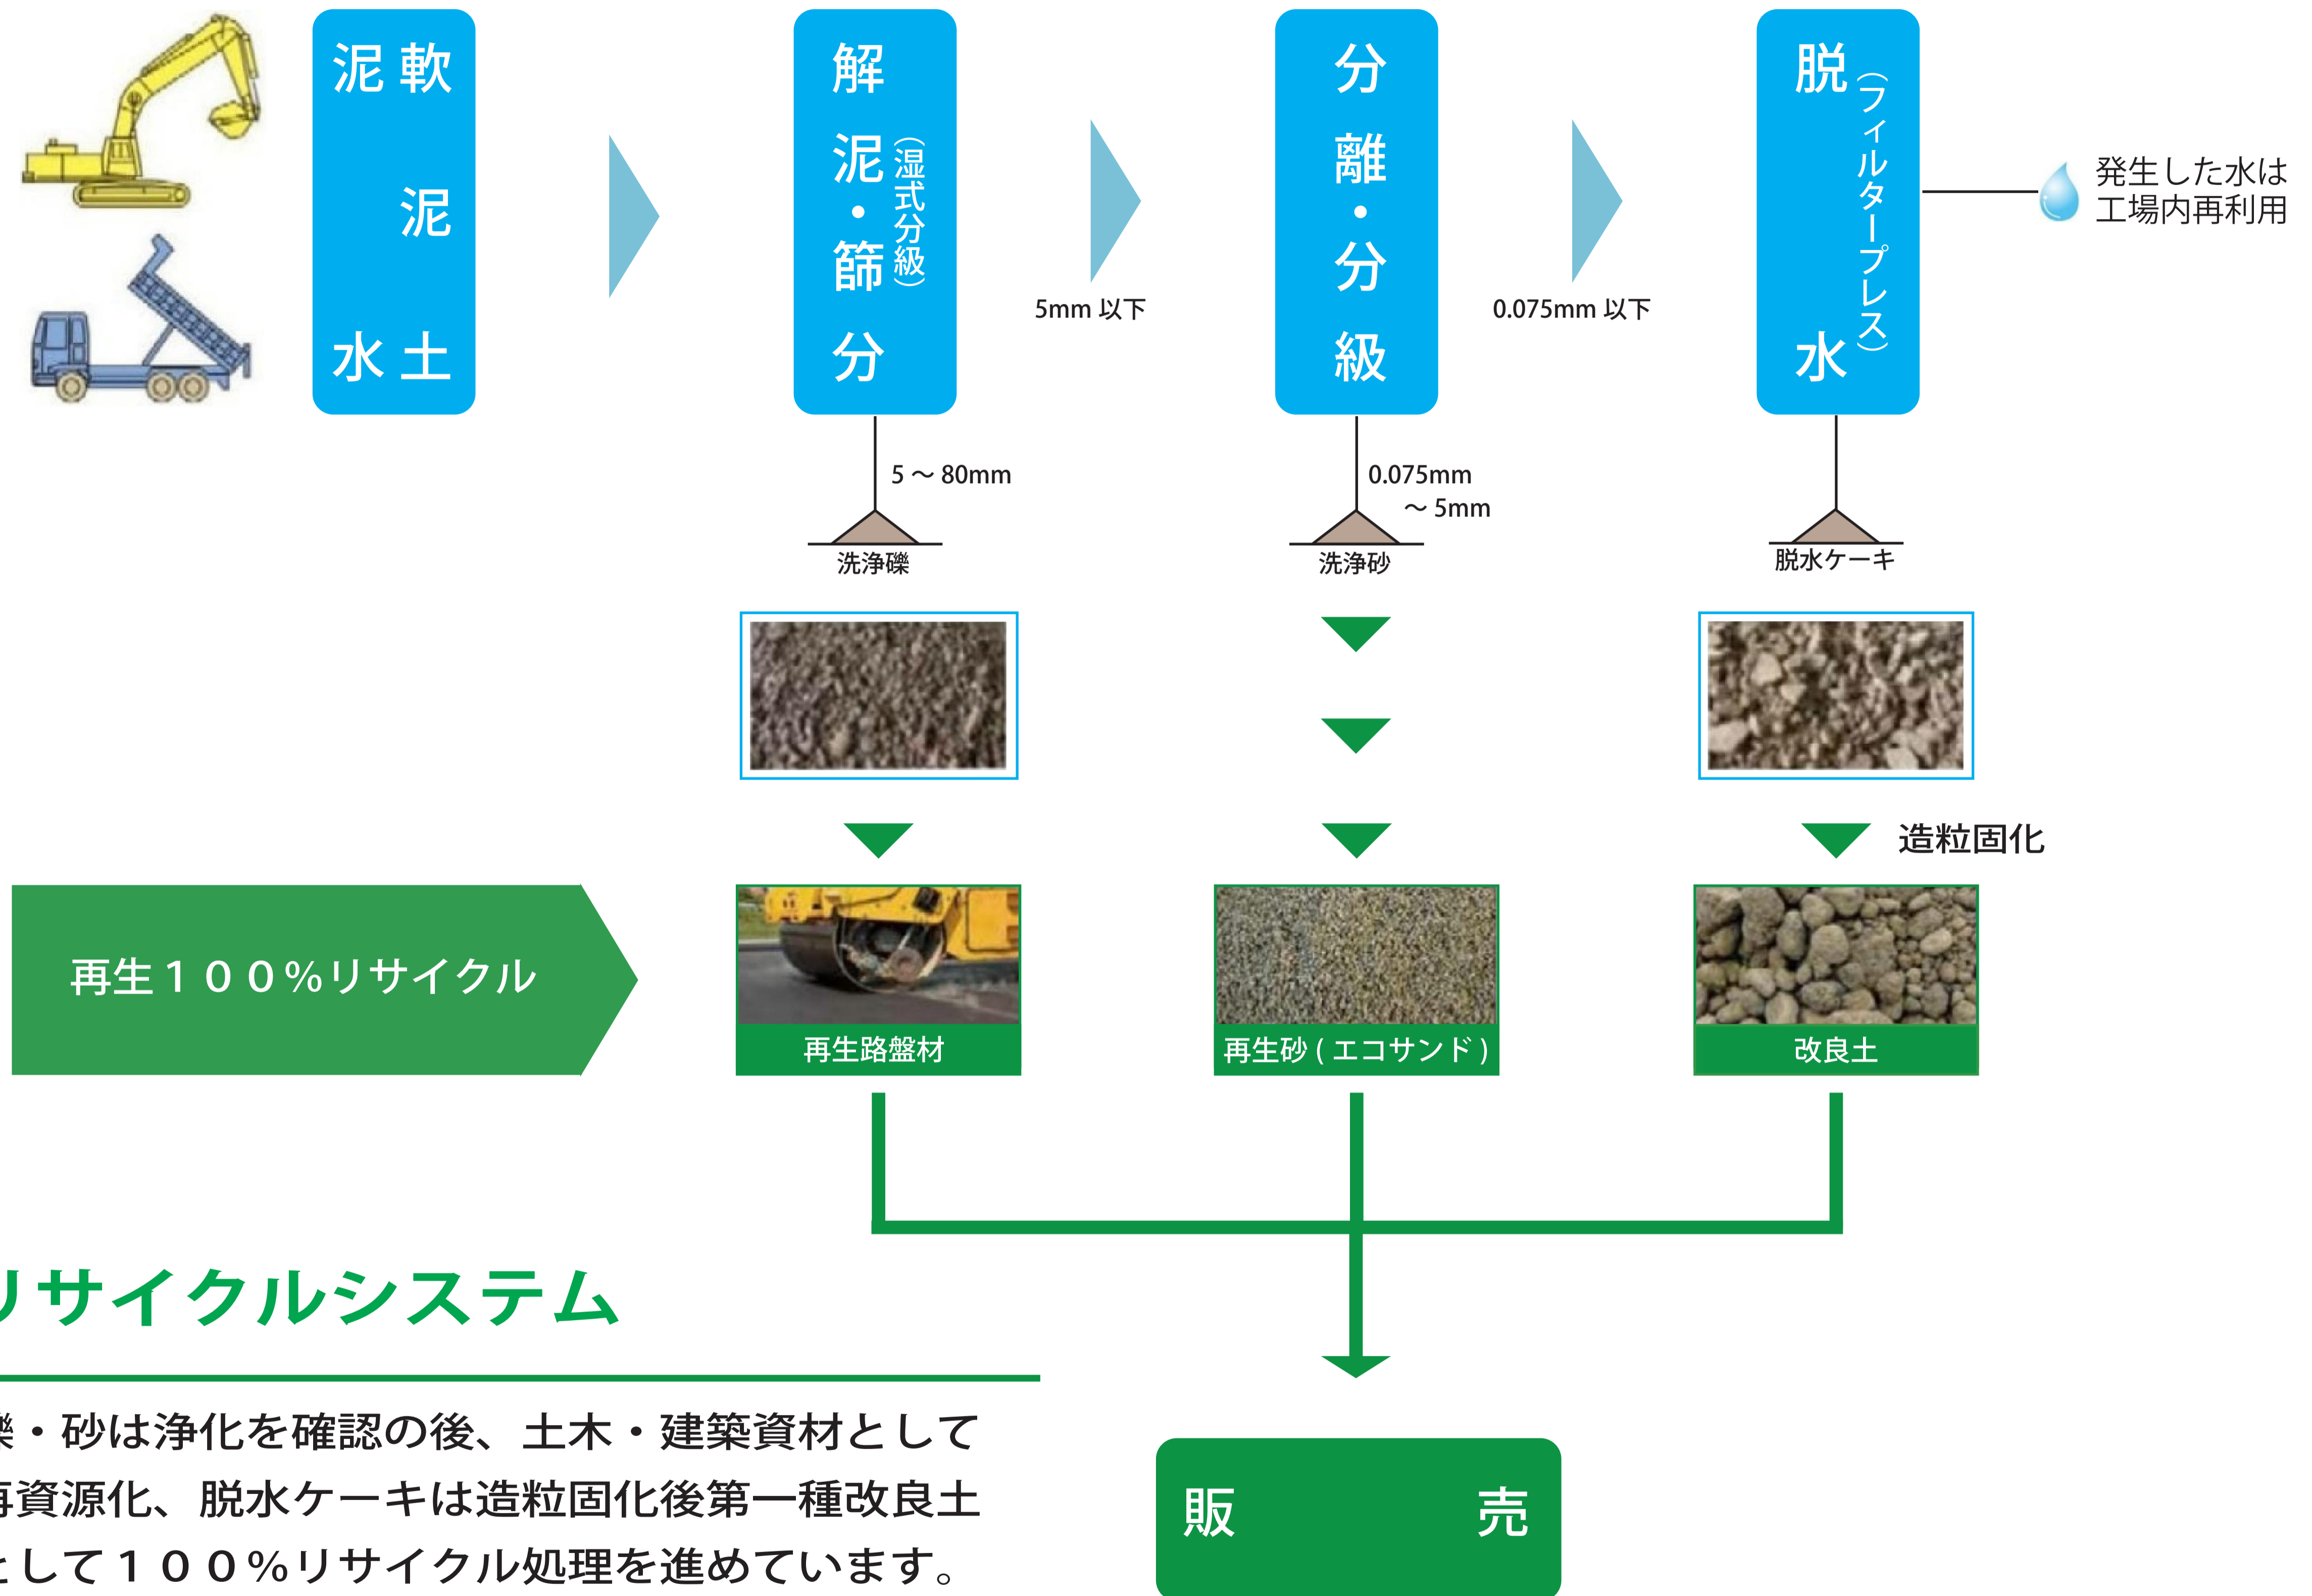 軟泥土
泥水
解泥・篩分
(湿式分級)
5mm 以下
分離・分級
0.075mm 以下
脱水
(フィルタープレス)
発生した水は
工場内再利用
5 ～ 80mm
洗浄礫
0.075mm
～ 5mm
洗浄砂
脱水ケーキ
造粒固化
再生１００%リサイクル
再生路盤材
再生砂 ( エコサンド )
改良土
リサイクルシステム
礫・砂は浄化を確認の後、土木・建築資材として
再資源化、脱水ケーキは造粒固化後第一種改良土
として１００%リサイクル処理を進めています。
販売